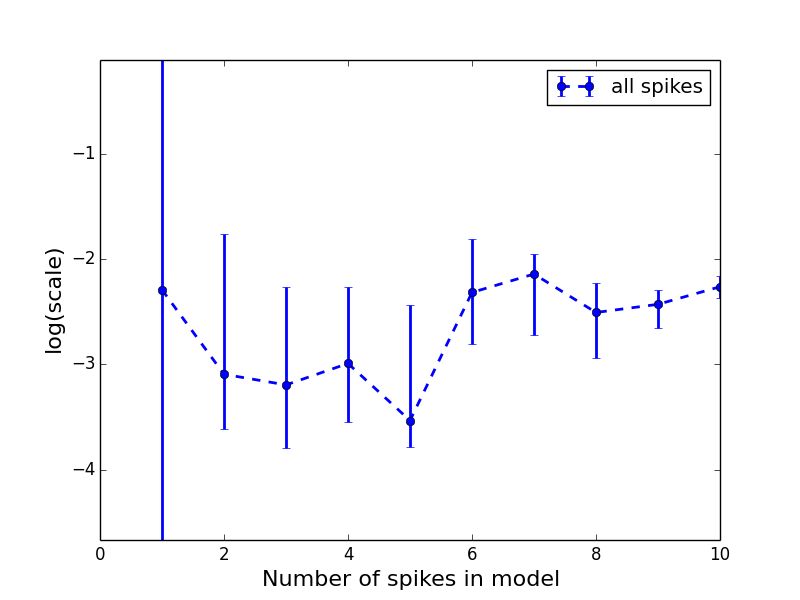 all spikes
−1
−2
−3
−4
log(scale)
0 2 4 6 8 10
Number of spikes in model